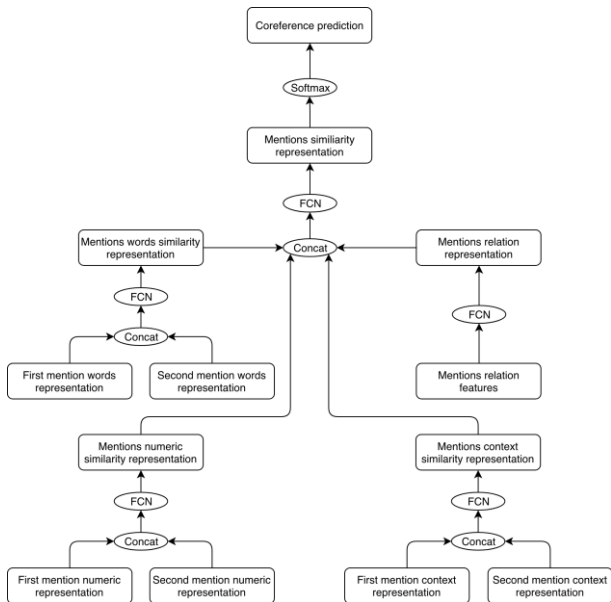 Coreference prediction
Softmax
Mentions similiarity
representation
FCN
Mentions words similarity
representation
Concat
Mentions relation
representation
FCN
FCN
Concat
First mention words
representation
Second mention words
representation
Mentions relation
features
Mentions numeric
similarity representation
Mentions context
similarity representation
FCN
FCN
Concat
Concat
First mention numeric
representation
Second mention numeric
representation
First mention context
representation
Second mention context
representation